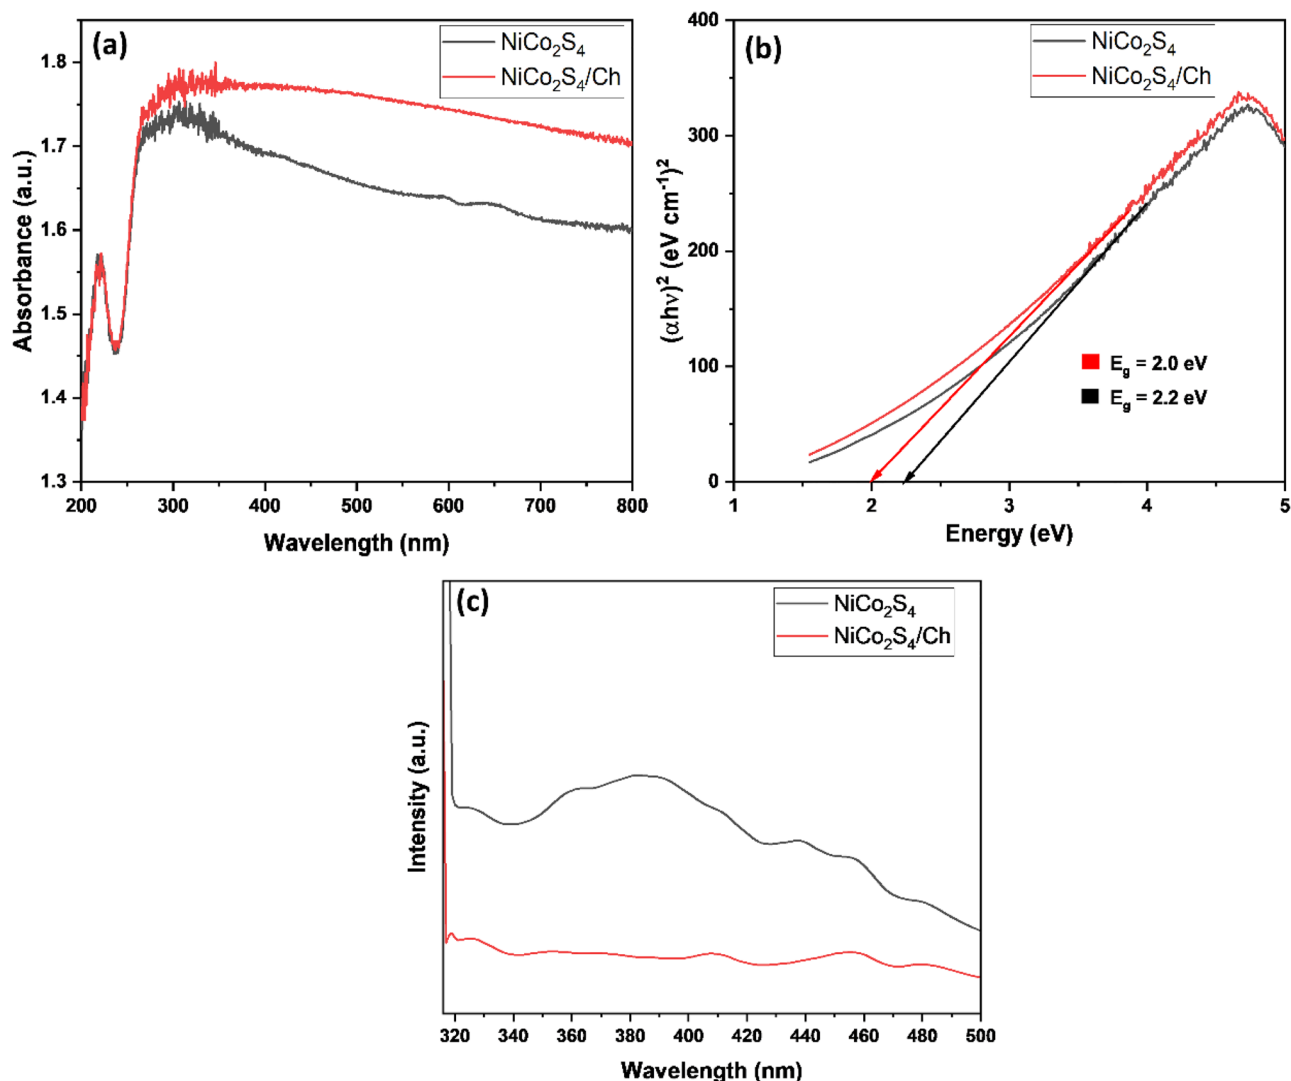 (a)
NiCo₂S₄
NiCo₂S₄/Ch
1.8
1.7
1.6
1.5
1.4
1.3
Absorbance (a.u.)
200 300 400 500 600 700 800
Wavelength (nm)
(b)
NiCo₂S₄
NiCo₂S₄/Ch
400
300
200
100
0
(αhν)² (eV cm⁻¹)²
E_g = 2.0 eV
E_g = 2.2 eV
1 2 3 4 5
Energy (eV)
(c)
NiCo₂S₄
NiCo₂S₄/Ch
Intensity (a.u.)
320 340 360 380 400 420 440 460 480 500
Wavelength (nm)